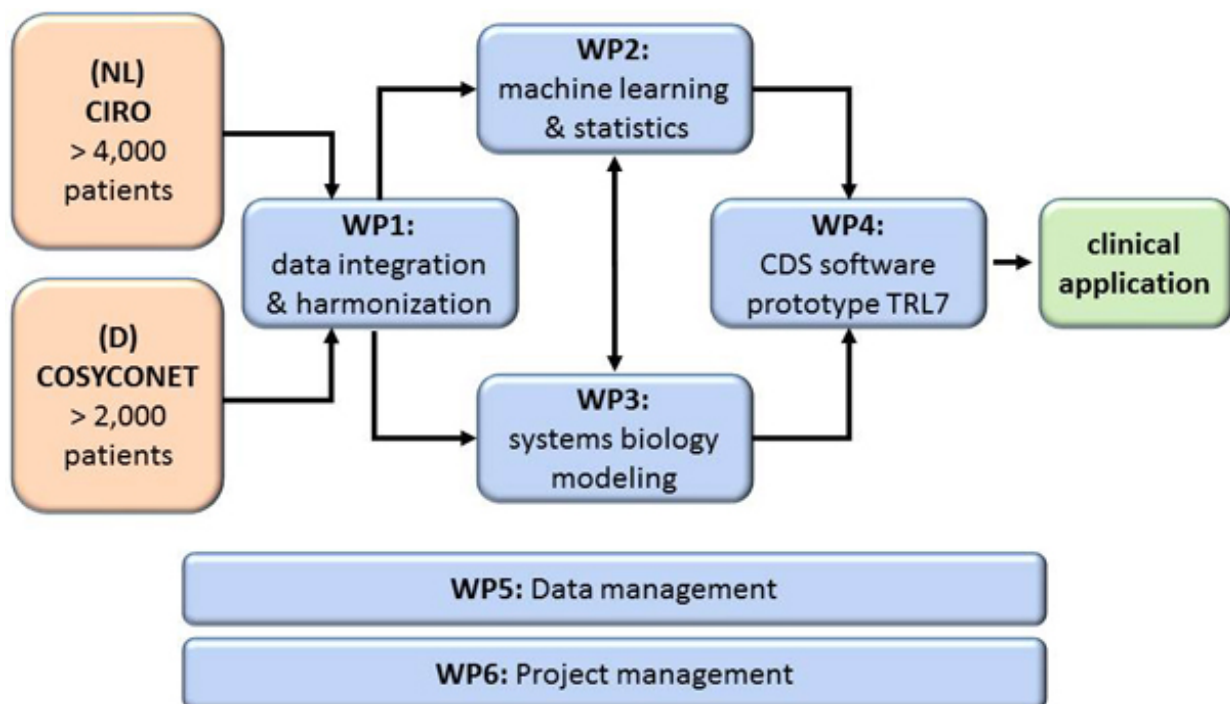 (NL)
CIRO
> 4,000
patients
(D)
COSYCONET
> 2,000
patients
WP1:
data integration
& harmonization
WP2:
machine learning
& statistics
WP3:
systems biology
modeling
WP4:
CDS software
prototype TRL7
clinical
application
WP5: Data management
WP6: Project management